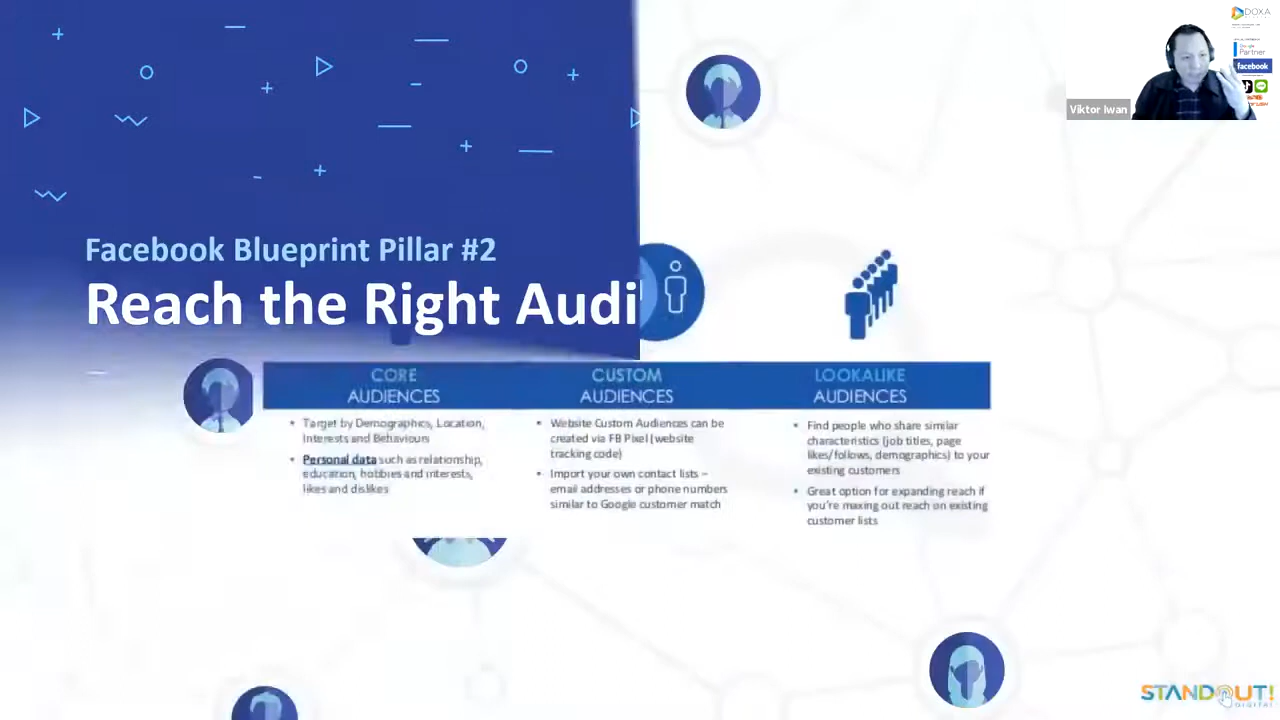 DOXA
Google
Partner
facebook
Viktor Iwan
Facebook Blueprint Pillar #2
Reach the Right Audi
CORE
AUDIENCES
• Target by Demographics, Location,
Interests and Behaviours
• Personal data such as relationship,
education, hobbies and interests,
likes and dislikes
CUSTOM
AUDIENCES
• Website Custom Audiences can be
created via FB Pixel (website
tracking code)
• Import your own contact lists –
email addresses or phone numbers
similar to Google customer match
LOOKALIKE
AUDIENCES
• Find people who share similar
characteristics (job titles, page
likes/follows, demographics) to your
existing customers
• Great option for expanding reach if
you're maxing out reach on existing
customer lists
STANDOUT!
DIGITAL